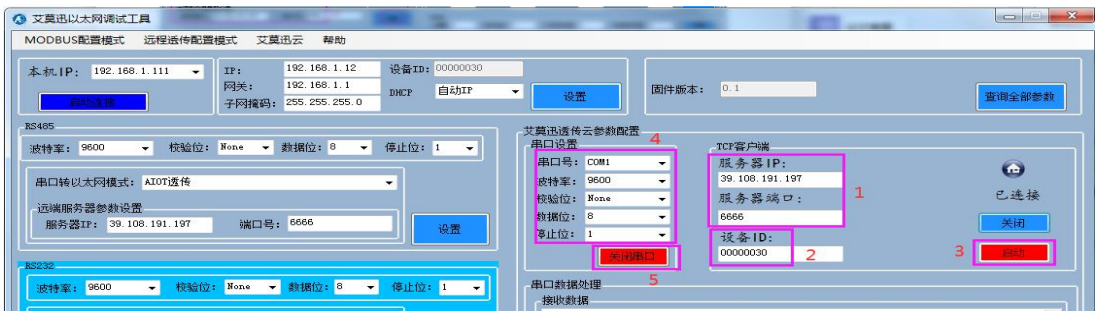 艾莫迅以太网调试工具
MODBUS配置模式 远程透传配置模式 艾莫迅云 帮助
本机IP: 192.168.1.111
启动连接
IP: 192.168.1.12
网关: 192.168.1.1
子网掩码: 255.255.255.0
设备ID: 00000030
DHCP 自动IP
设置
固件版本: 0.1
查询全部参数
RS485
波特率: 9600 校验位: None 数据位: 8 停止位: 1
串口转以太网模式: AIOT透传
远端服务器参数设置
服务器IP: 39.108.191.197 端口号: 6666
设置
RS232
波特率: 9600 校验位: None 数据位: 8 停止位: 1
艾莫迅透传云参数配置
串口设置 4
串口号: COM1
波特率: 9600
校验位: None
数据位: 8
停止位: 1
关闭串口
5
TCP客户端
服务器IP:
39.108.191.197
服务器端口:
6666
1
设备ID:
00000030
2
已连接
关闭
3 启动
串口数据处理
接收数据